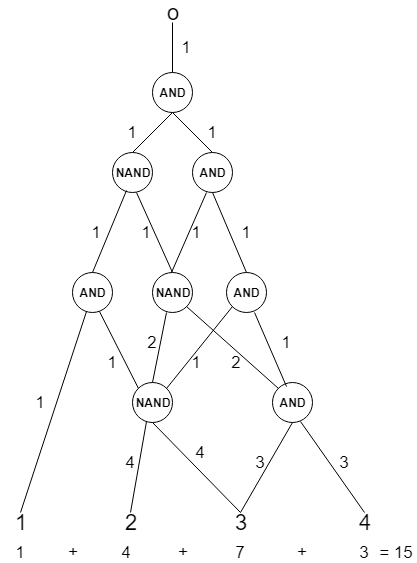 O
1
AND
1 1
NAND AND
1 1 1 1
AND NAND AND
2 1
1 1 2
1
NAND AND
4
4 3 3
1 2 3 4
1 + 4 + 7 + 3 = 15